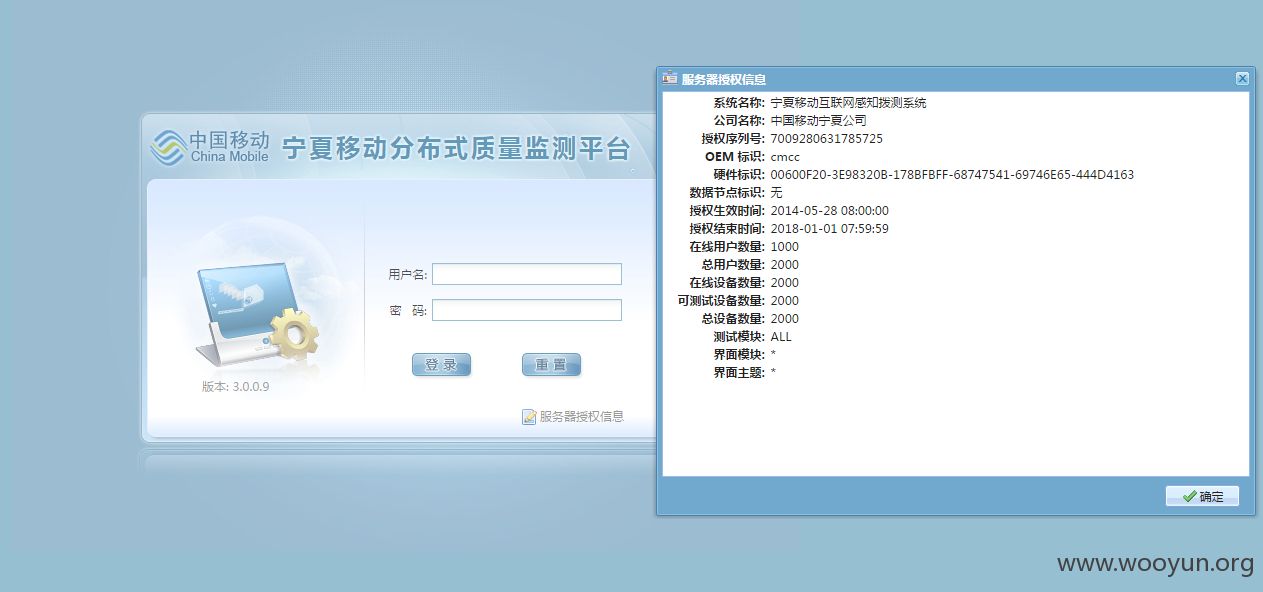 中国移动
China Mobile
宁夏移动分布式质量监测平台
用户名:
密 码:
登 录
重 置
版本: 3.0.0.9
服务器授权信息
服务器授权信息
系统名称: 宁夏移动互联网感知拨测系统
公司名称: 中国移动宁夏公司
授权序列号: 7009280631785725
OEM 标识: cmcc
硬件标识: 00600F20-3E98320B-178BFBFF-68747541-69746E65-444D4163
数据节点标识: 无
授权生效时间: 2014-05-28 08:00:00
授权结束时间: 2018-01-01 07:59:59
在线用户数量: 1000
总用户数量: 2000
在线设备数量: 2000
可测试设备数量: 2000
总设备数量: 2000
测试模块: ALL
界面模块: *
界面主题: *
确定
www.wooyun.org